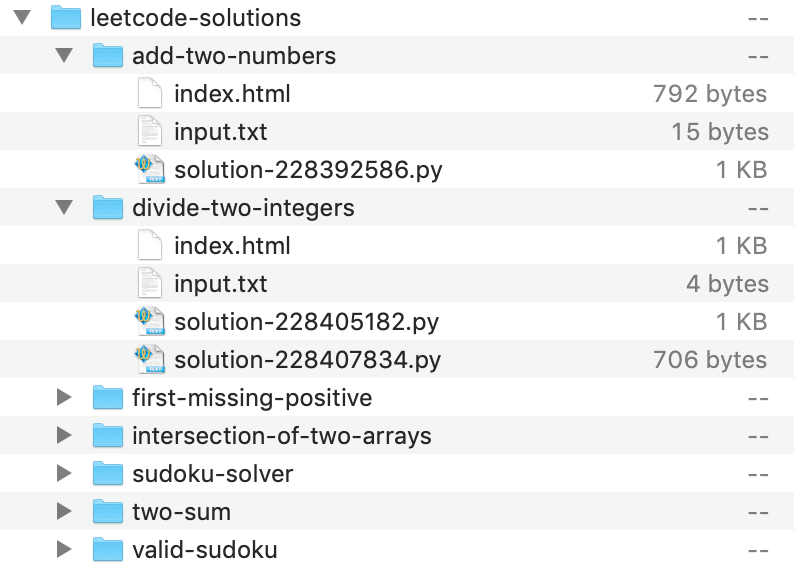 leetcode-solutions --
add-two-numbers --
index.html 792 bytes
input.txt 15 bytes
solution-228392586.py 1 KB
divide-two-integers --
index.html 1 KB
input.txt 4 bytes
solution-228405182.py 1 KB
solution-228407834.py 706 bytes
first-missing-positive --
intersection-of-two-arrays --
sudoku-solver --
two-sum --
valid-sudoku --